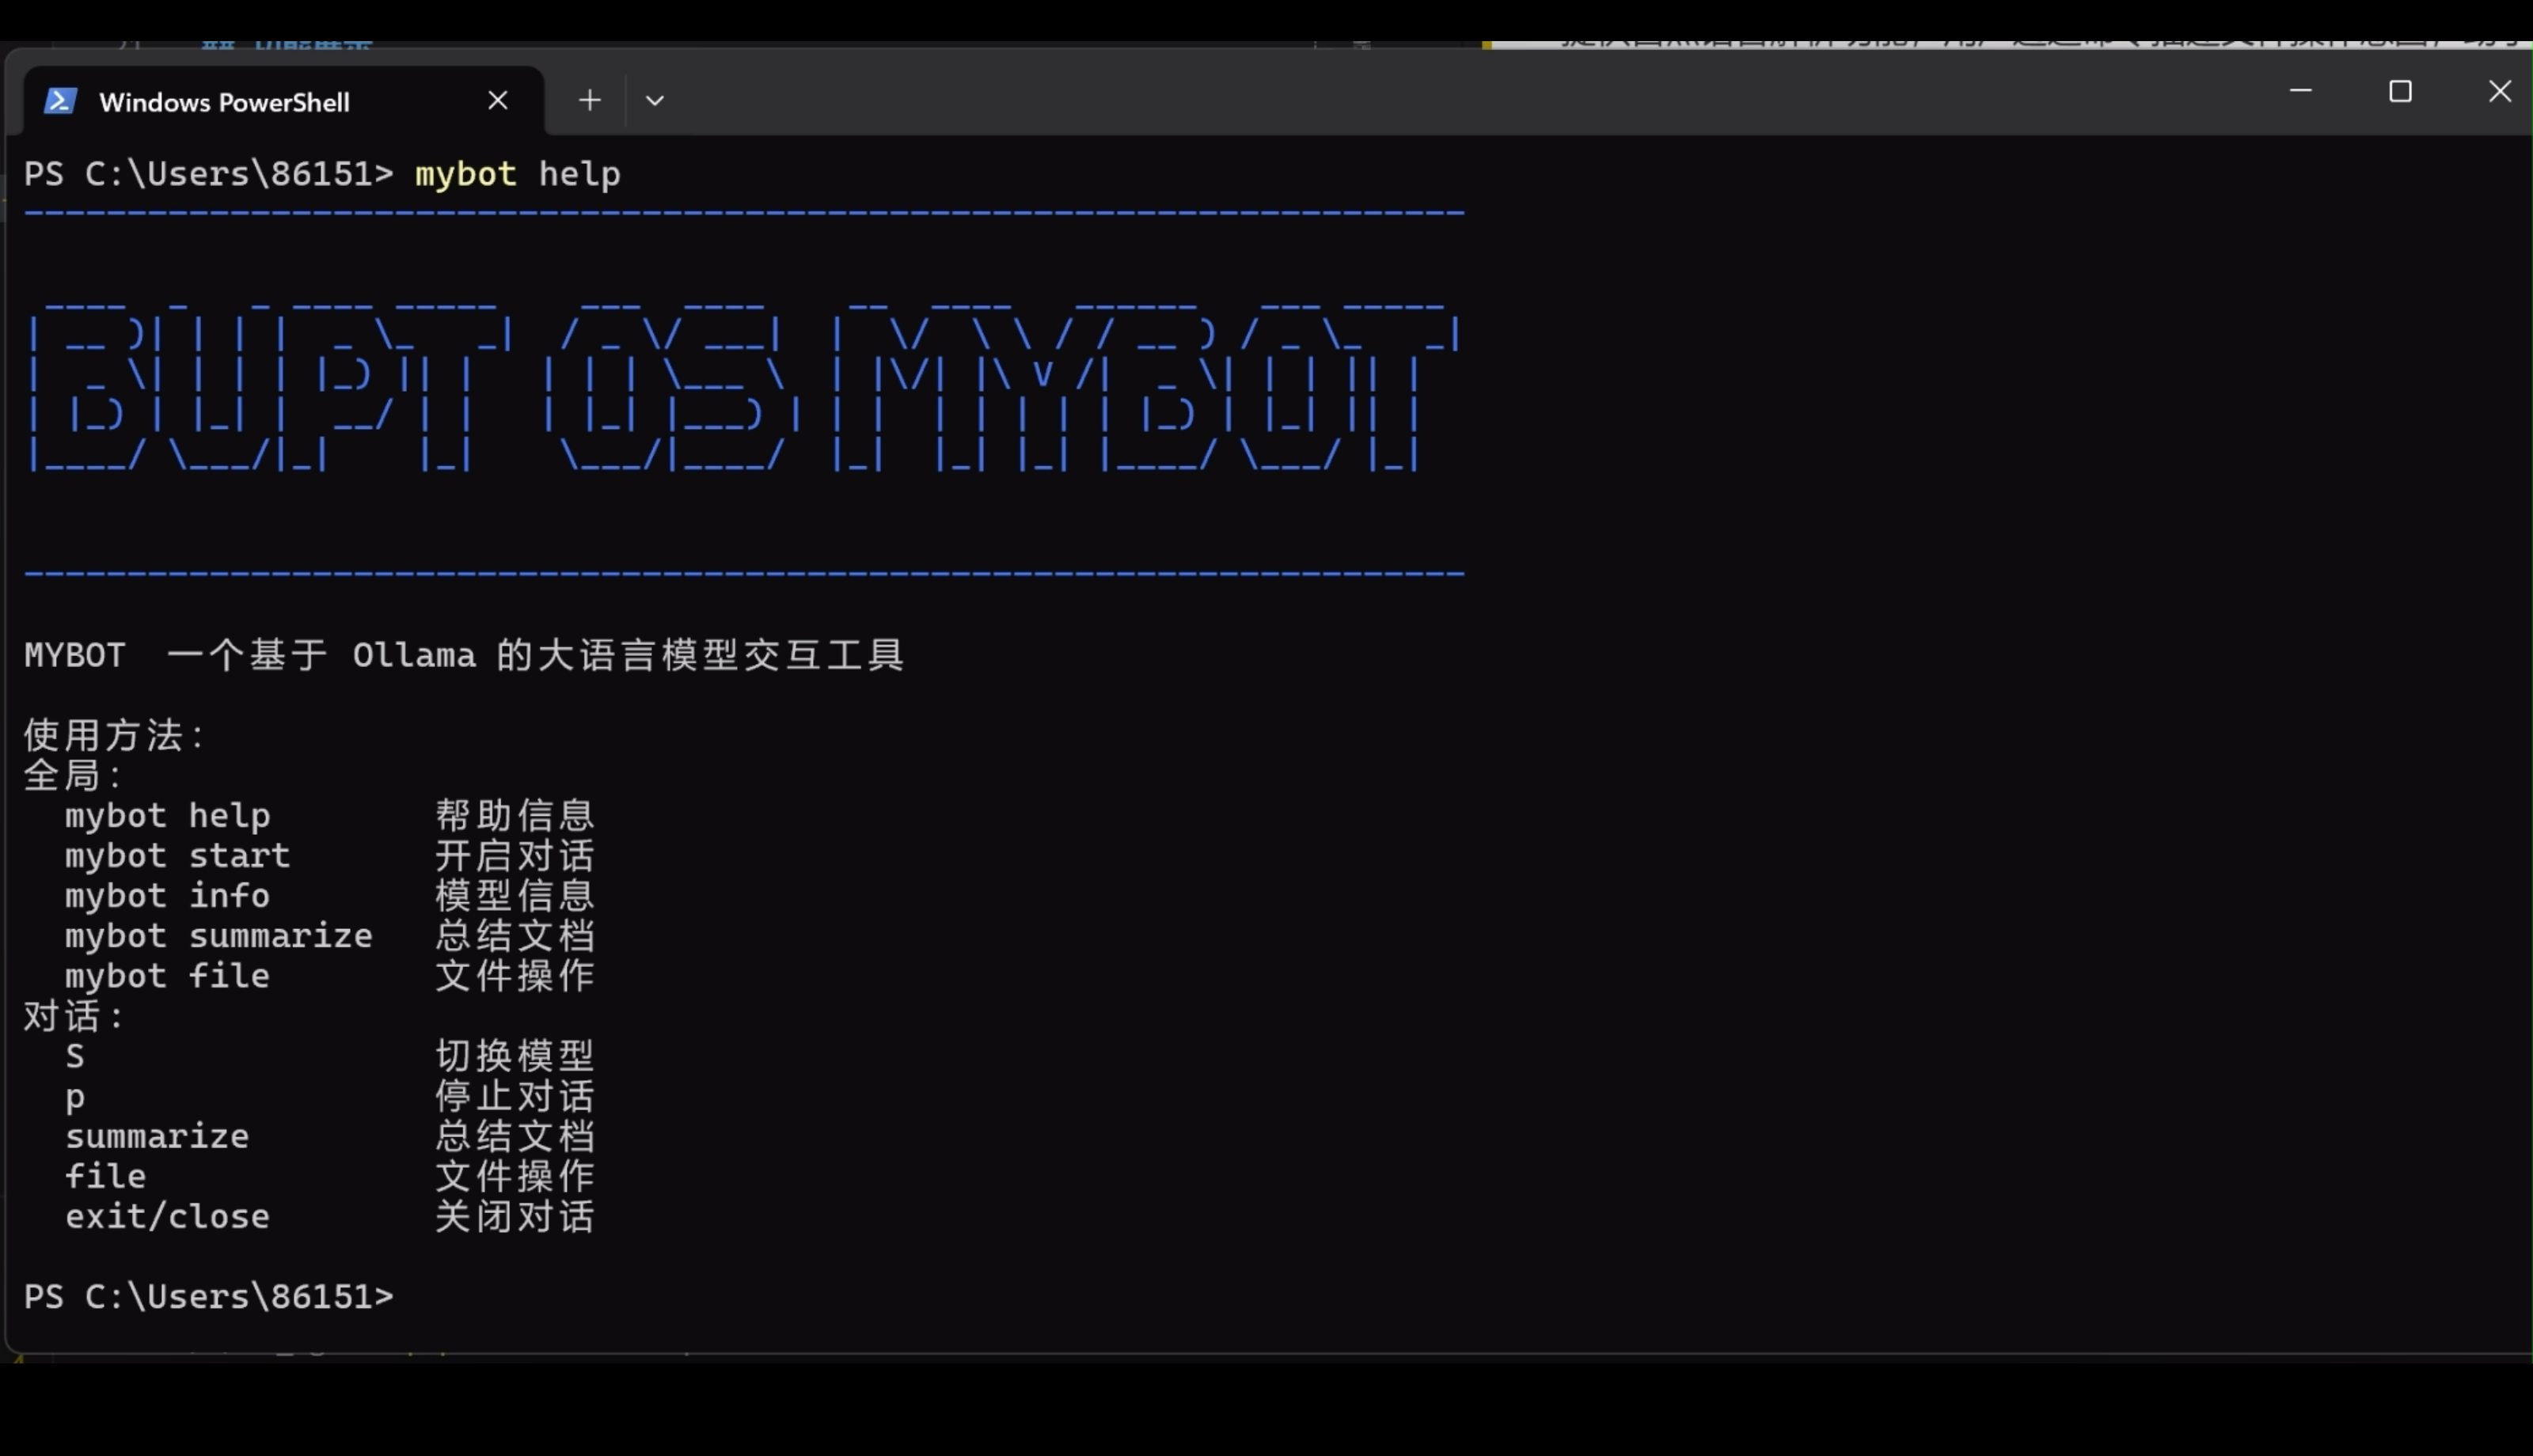 Windows PowerShell
PS C:\Users\86151> mybot help
BUPT OS MYBOT
MYBOT 一个基于 Ollama 的大语言模型交互工具
使用方法:
全局:
mybot help 帮助信息
mybot start 开启对话
mybot info 模型信息
mybot summarize 总结文档
mybot file 文件操作
对话:
S 切换模型
p 停止对话
summarize 总结文档
file 文件操作
exit/close 关闭对话
PS C:\Users\86151>